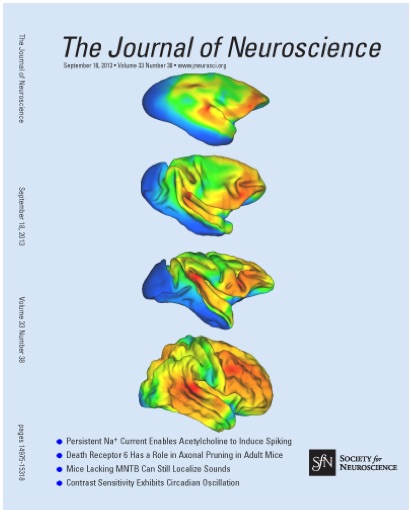 The Journal of Neuroscience
September 18, 2013 • Volume 33 Number 38 • www.jneurosci.org
The Journal of Neuroscience
September 18, 2013
Volume 33 Number 38
pages 14975–15318
• Persistent Na⁺ Current Enables Acetylcholine to Induce Spiking
• Death Receptor 6 Has a Role in Axonal Pruning in Adult Mice
• Mice Lacking MNTB Can Still Localize Sounds
• Contrast Sensitivity Exhibits Circadian Oscillation
SfN
SOCIETY for
NEUROSCIENCE